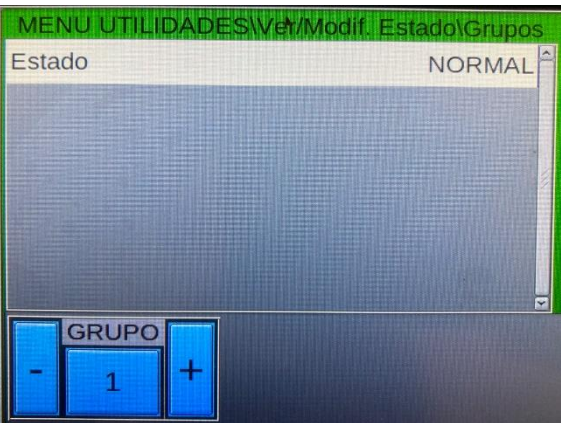 MENU UTILIDADES\Ver/Modif. Estado\Grupos
Estado NORMAL
GRUPO
- 1 +